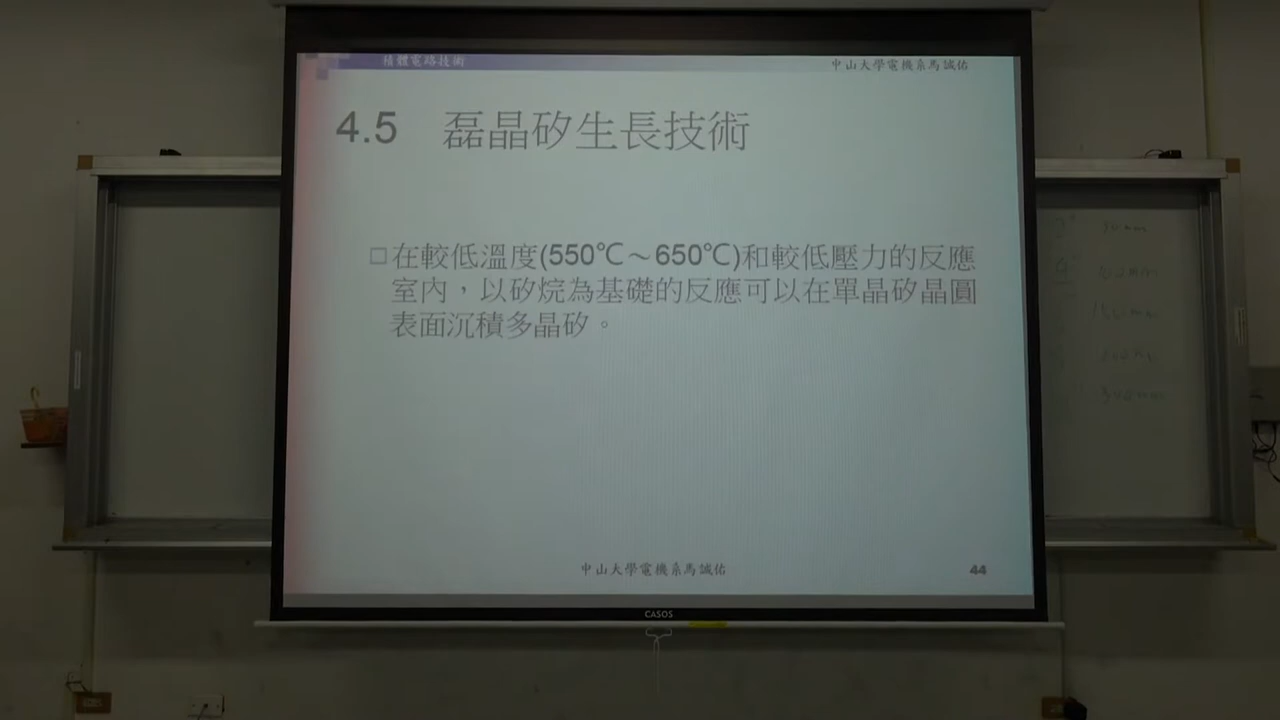 積體電路技術
中山大學電機系馬誠佑
4.5 磊晶矽生長技術
□在較低溫度(550℃～650℃)和較低壓力的反應
室內，以矽烷為基礎的反應可以在單晶矽晶圓
表面沉積多晶矽。
中山大學電機系馬誠佑
44
CASOS